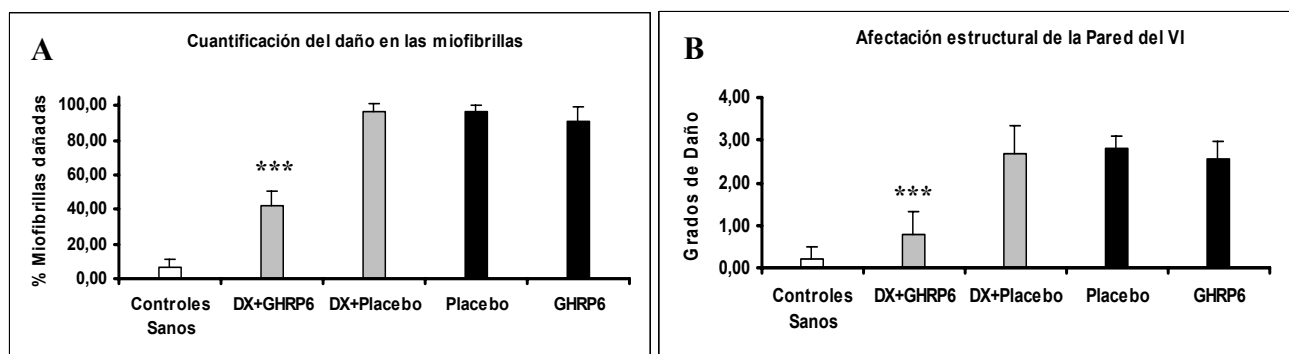 A
Cuantificación del daño en las miofibrillas
% Miofibrillas dañadas
100,00
80,00
60,00
40,00
20,00
0,00
***
Controles Sanos
DX+GHRP6
DX+Placebo
Placebo
GHRP6
B
Afectación estructural de la Pared del VI
Grados de Daño
4,00
3,00
2,00
1,00
0,00
***
Controles Sanos
DX+GHRP6
DX+Placebo
Placebo
GHRP6